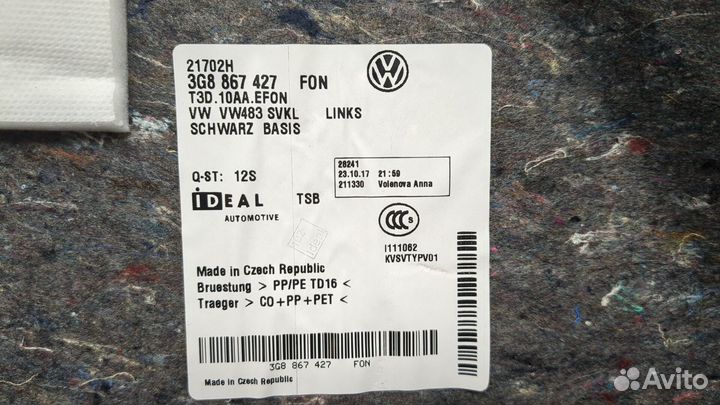 21702H
3G8 867 427 FON
T3D.10AA.EFON
VW VW483 SVKL LINKS
SCHWARZ BASIS
Q-ST: 12S
28241
23.10.17 21:59
211330 Volenova Anna
iDEAL TSB
AUTOMOTIVE
CCC S
I111062
KVSVTYPV01
Made in Czech Republic
Bruestung > PP/PE TD16 <
Traeger > CO+PP+PET <
3G8 867 427 FON
Made in Czech Republic
Avito